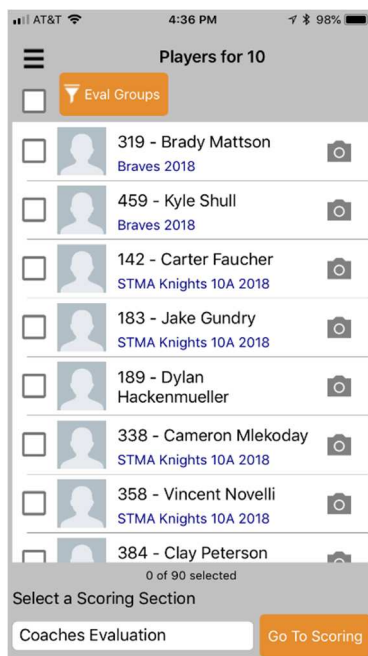 AT&T 4:36 PM 98%
Players for 10
Eval Groups
319 - Brady Mattson
Braves 2018
459 - Kyle Shull
Braves 2018
142 - Carter Faucher
STMA Knights 10A 2018
183 - Jake Gundry
STMA Knights 10A 2018
189 - Dylan
Hackenmueller
338 - Cameron Mlekoday
STMA Knights 10A 2018
358 - Vincent Novelli
STMA Knights 10A 2018
384 - Clay Peterson
0 of 90 selected
Select a Scoring Section
Coaches Evaluation Go To Scoring